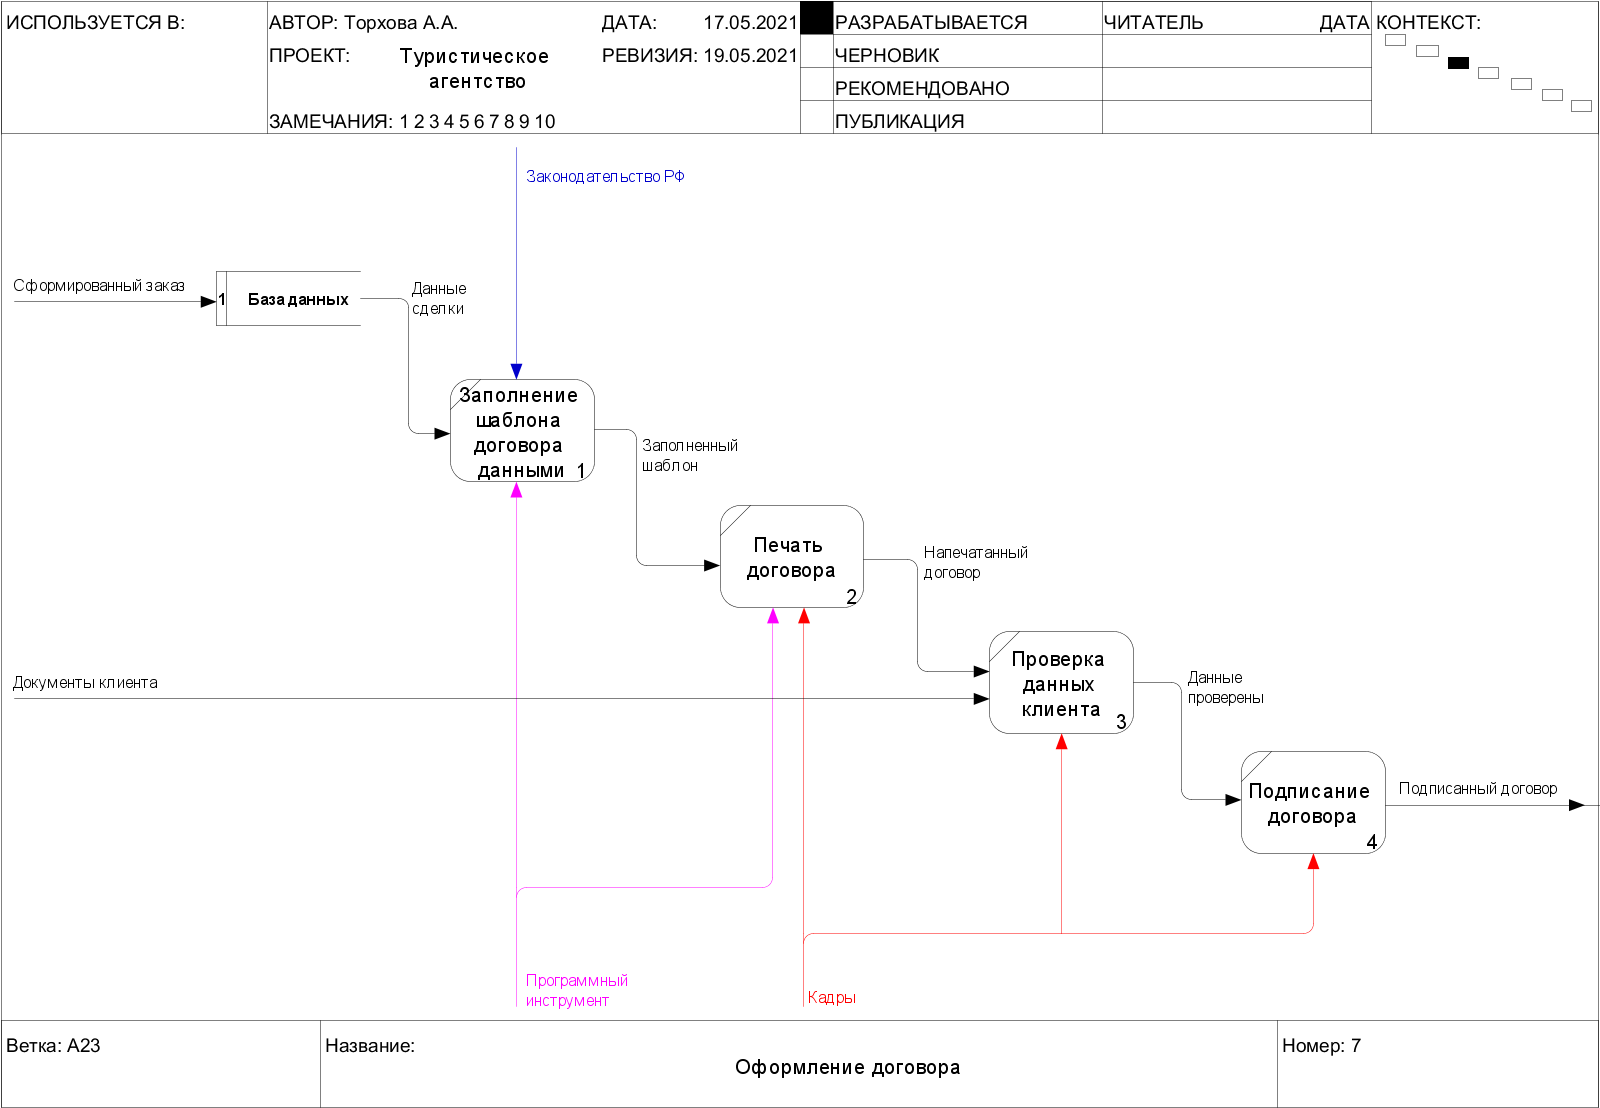 ИСПОЛЬЗУЕТСЯ В:
АВТОР: Торхова А.А.
ДАТА: 17.05.2021
РАЗРАБАТЫВАЕТСЯ
ЧИТАТЕЛЬ
ДАТА
КОНТЕКСТ:
ПРОЕКТ:
Туристическое
агентство
РЕВИЗИЯ: 19.05.2021
ЧЕРНОВИК
РЕКОМЕНДОВАНО
ЗАМЕЧАНИЯ: 1 2 3 4 5 6 7 8 9 10
ПУБЛИКАЦИЯ
Законодательство РФ
Сформированный заказ
1 База данных
Данные
сделки
Заполнение
шаблона
договора
данными 1
Заполненный
шаблон
Печать
договора
2
Напечатанный
договор
Документы клиента
Проверка
данных
клиента
3
Данные
проверены
Подписание
договора
4
Подписанный договор
Программный
инструмент
Кадры
Ветка: A23
Название:
Оформление договора
Номер: 7